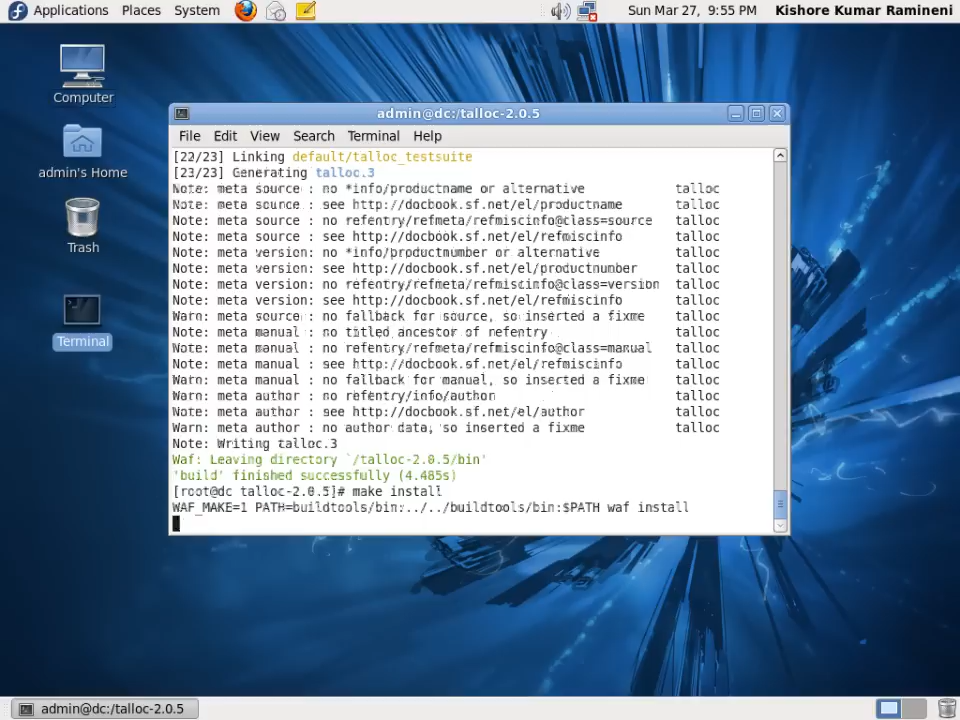 Applications Places System Sun Mar 27, 9:55 PM Kishore Kumar Ramineni
Computer
admin's Home
Trash
Terminal
admin@dc:/talloc-2.0.5
File Edit View Search Terminal Help
[22/23] Linking default/talloc_testsuite
[23/23] Generating talloc.3
Note: meta source : no *info/productname or alternative talloc
Note: meta source : see http://docbook.sf.net/el/productname talloc
Note: meta source : no refentry/refmeta/refmiscinfo@class=source talloc
Note: meta source : see http://docbook.sf.net/el/refmiscinfo talloc
Note: meta version: no *info/productnumber or alternative talloc
Note: meta version: see http://docbook.sf.net/el/productnumber talloc
Note: meta version: no refentry/refmeta/refmiscinfo@class=version talloc
Note: meta version: see http://docbook.sf.net/el/refmiscinfo talloc
Warn: meta source : no fallback for source, so inserted a fixme talloc
Note: meta manual : no titled ancestor of refentry talloc
Note: meta manual : no refentry/refmeta/refmiscinfo@class=manual talloc
Note: meta manual : see http://docbook.sf.net/el/refmiscinfo talloc
Warn: meta manual : no fallback for manual, so inserted a fixme talloc
Warn: meta author : no refentry/info/author talloc
Note: meta author : see http://docbook.sf.net/el/author talloc
Warn: meta author : no author data, so inserted a fixme talloc
Note: Writing talloc.3
Waf: Leaving directory `/talloc-2.0.5/bin'
'build' finished successfully (4.485s)
[root@dc talloc-2.0.5]# make install
WAF_MAKE=1 PATH=buildtools/bin:../../buildtools/bin:$PATH waf install
admin@dc:/talloc-2.0.5